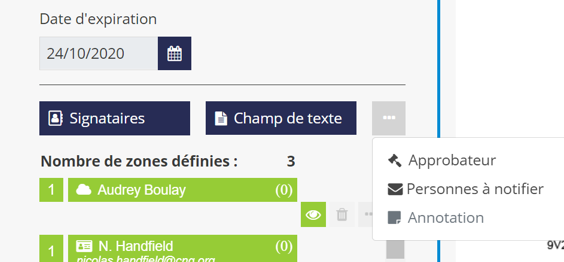 Date d'expiration
24/10/2020
Signataires
Champ de texte
Approbateur
Personnes à notifier
Annotation
Nombre de zones définies : 3
1 Audrey Boulay (0)
1 N. Handfield (0)
nicolas.handfield@cng.org